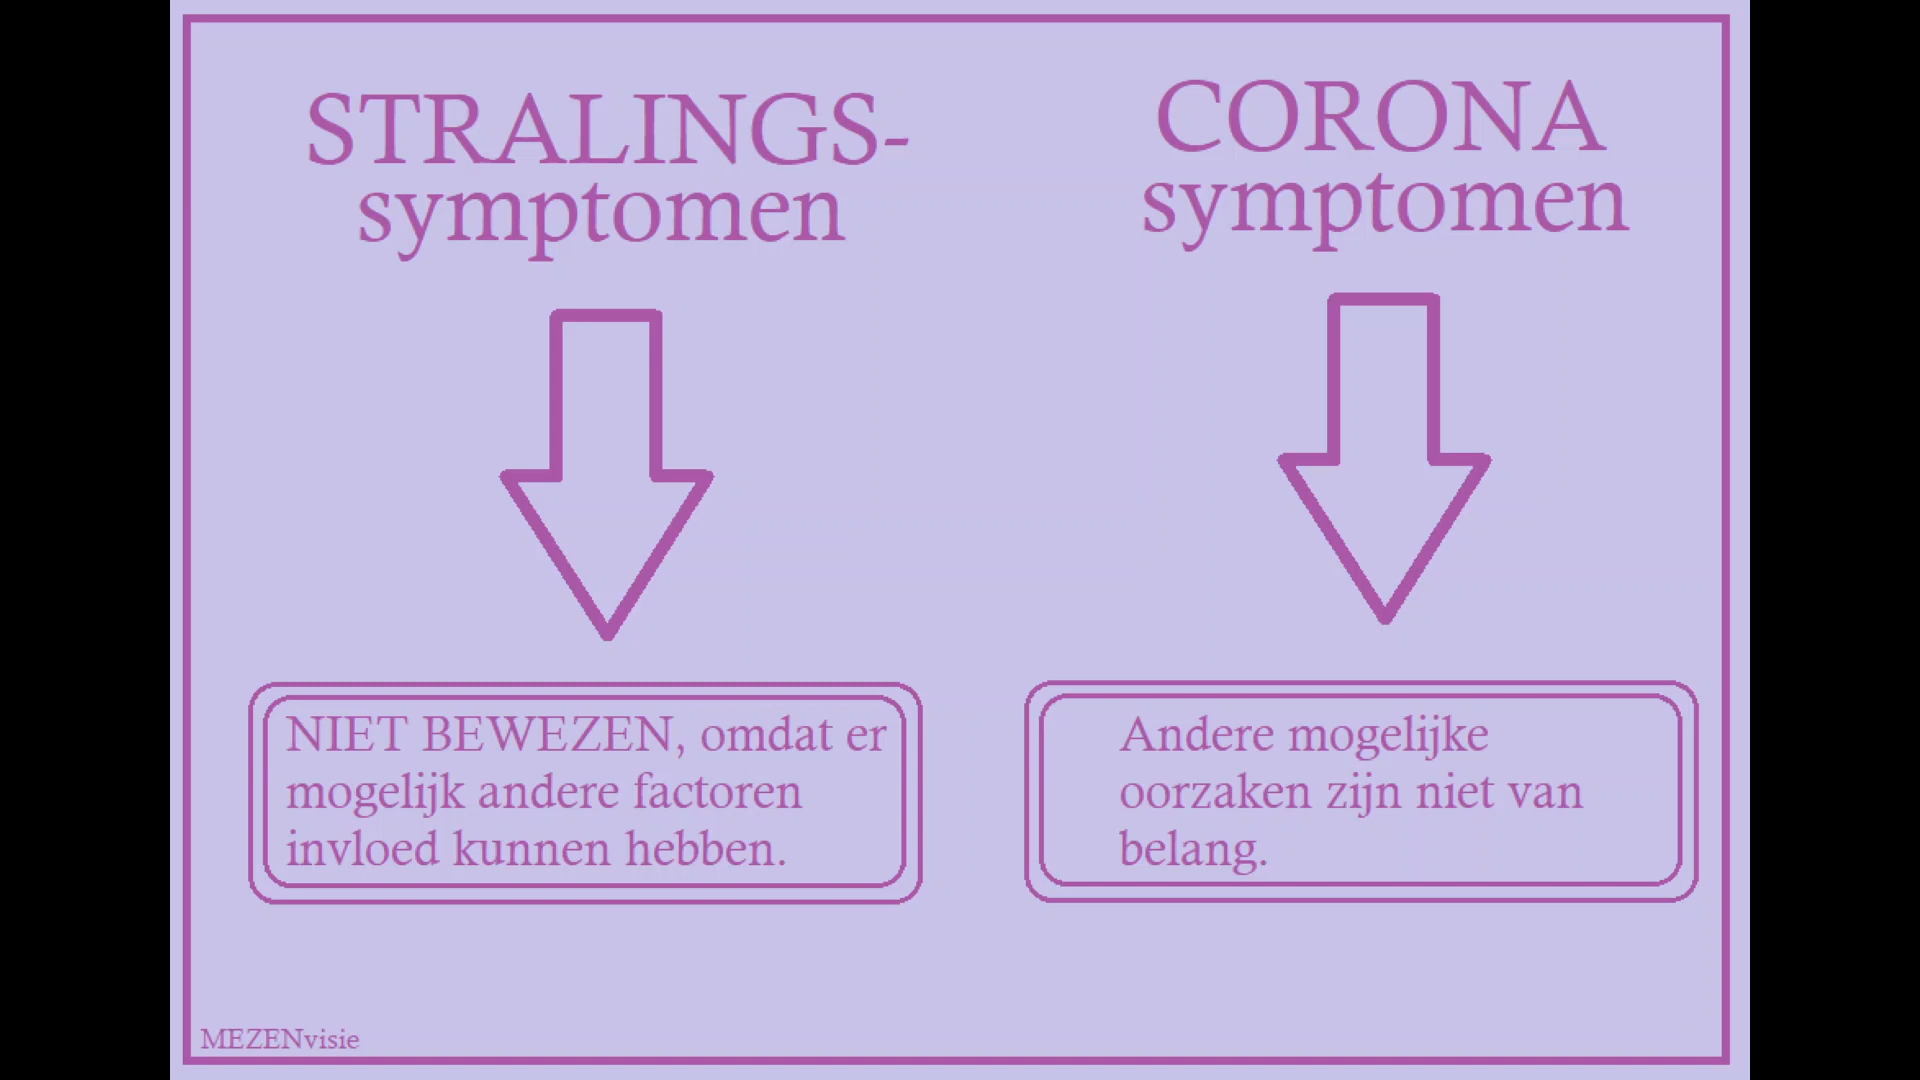 STRALINGS-
symptomen
NIET BEWEZEN, omdat er
mogelijk andere factoren
invloed kunnen hebben.
CORONA
symptomen
Andere mogelijke
oorzaken zijn niet van
belang.
MEZENvisie